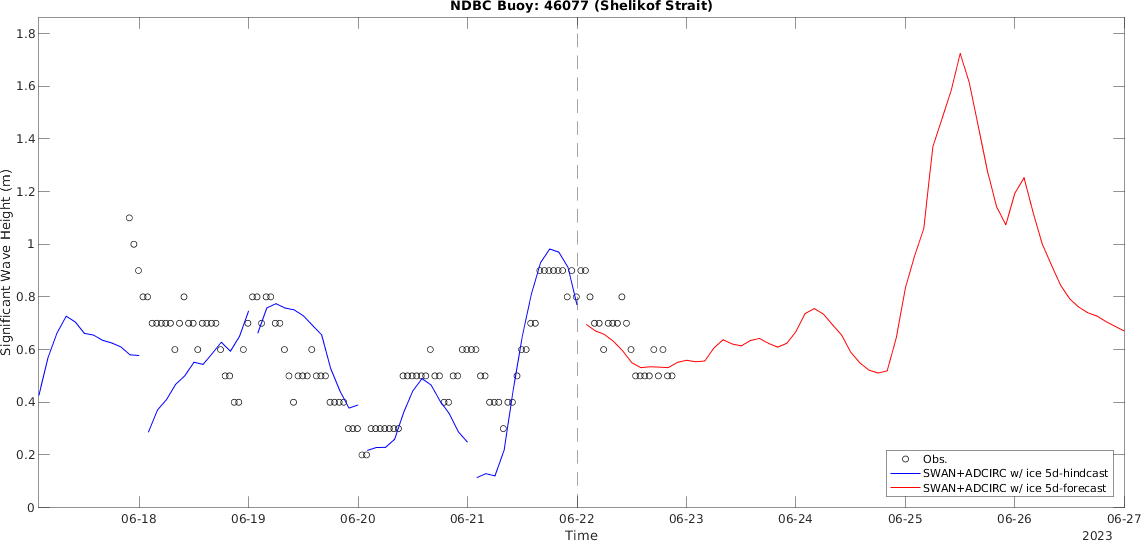 NDBC Buoy: 46077 (Shelikof Strait)
Significant Wave Height (m)
1.8
1.6
1.4
1.2
1
0.8
0.6
0.4
0.2
0
Obs.
SWAN+ADCIRC w/ ice 5d-hindcast
SWAN+ADCIRC w/ ice 5d-forecast
06-18 06-19 06-20 06-21 06-22 06-23 06-24 06-25 06-26 06-27
Time
2023